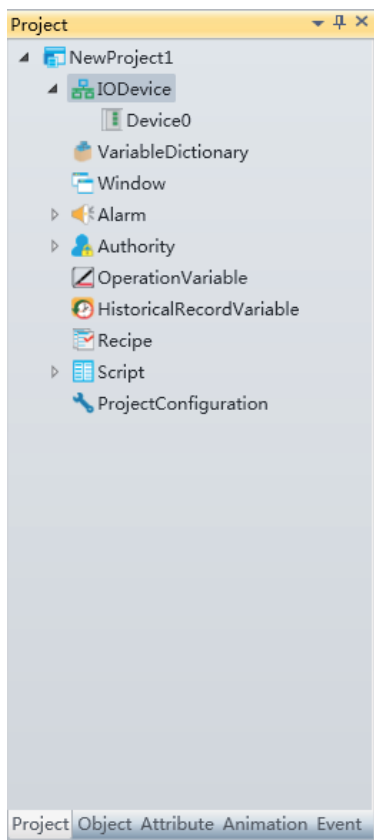 Project
NewProject1
IODevice
Device0
VariableDictionary
Window
Alarm
Authority
OperationVariable
HistoricalRecordVariable
Recipe
Script
ProjectConfiguration
Project Object Attribute Animation Event